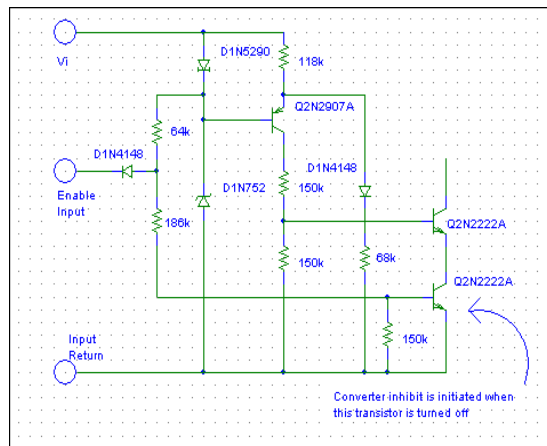 D1N5290
Vi
118k
Q2N2907A
64k
D1N4148
D1N4148
Enable
Input
D1N752
150k
186k
Q2N2222A
150k
68k
Q2N2222A
Input
Return
150k
Converter inhibit is initiated when
this transistor is turned off